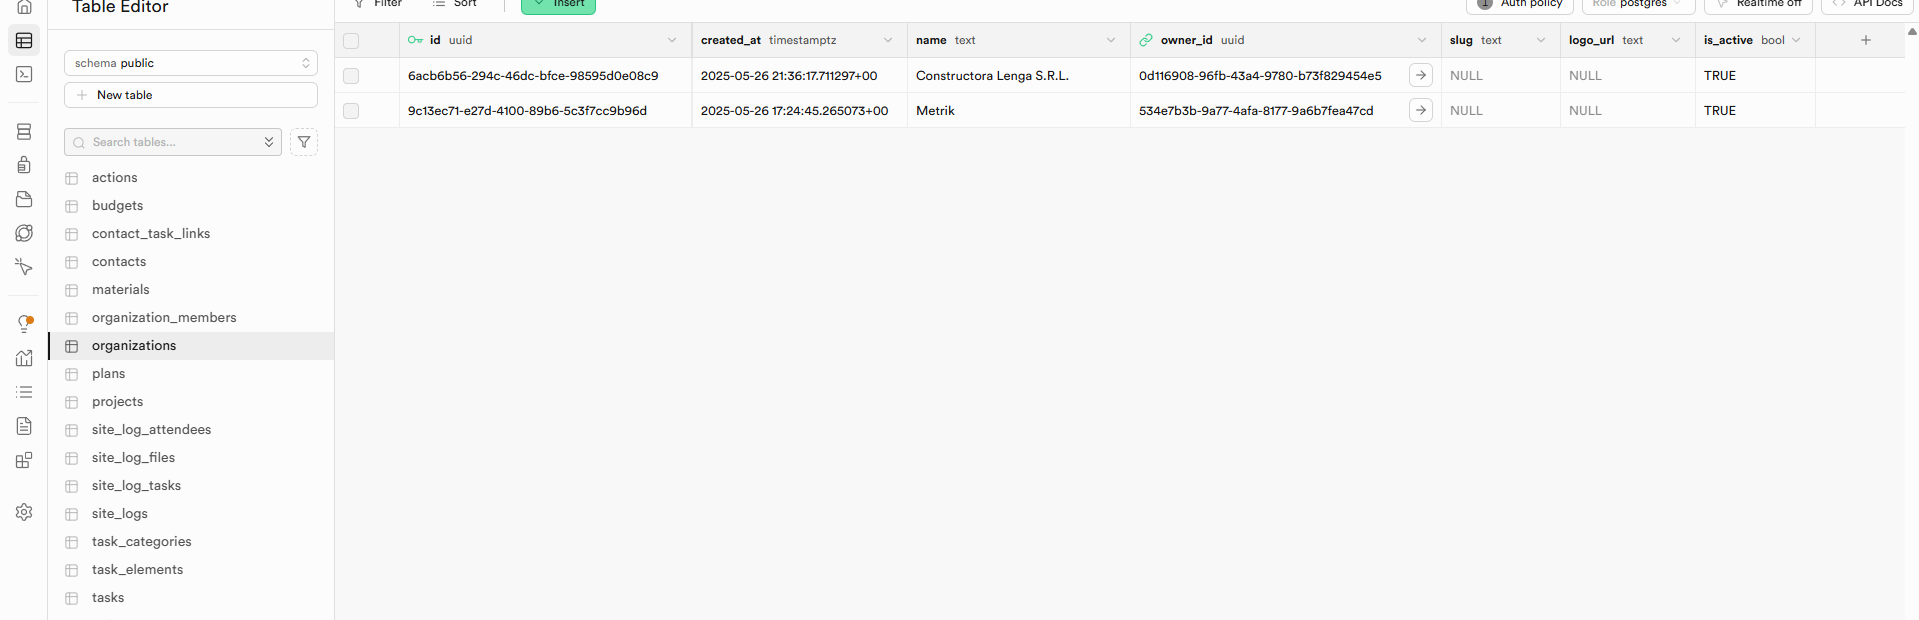 Table Editor
Filter
Sort
Insert
1 Auth policy
Role postgres
Realtime off
API Docs
schema public
New table
Search tables...
actions
budgets
contact_task_links
contacts
materials
organization_members
organizations
plans
projects
site_log_attendees
site_log_files
site_log_tasks
site_logs
task_categories
task_elements
tasks
id uuid created_at timestamptz name text owner_id uuid slug text logo_url text is_active bool
6acb6b56-294c-46dc-bfce-98595d0e08c9 2025-05-26 21:36:17.711297+00 Constructora Lenga S.R.L. 0d116908-96fb-43a4-9780-b73f829454e5 NULL NULL TRUE
9c13ec71-e27d-4100-89b6-5c3f7cc9b96d 2025-05-26 17:24:45.265073+00 Metrik 534e7b3b-9a77-4afa-8177-9a6b7fea47cd NULL NULL TRUE